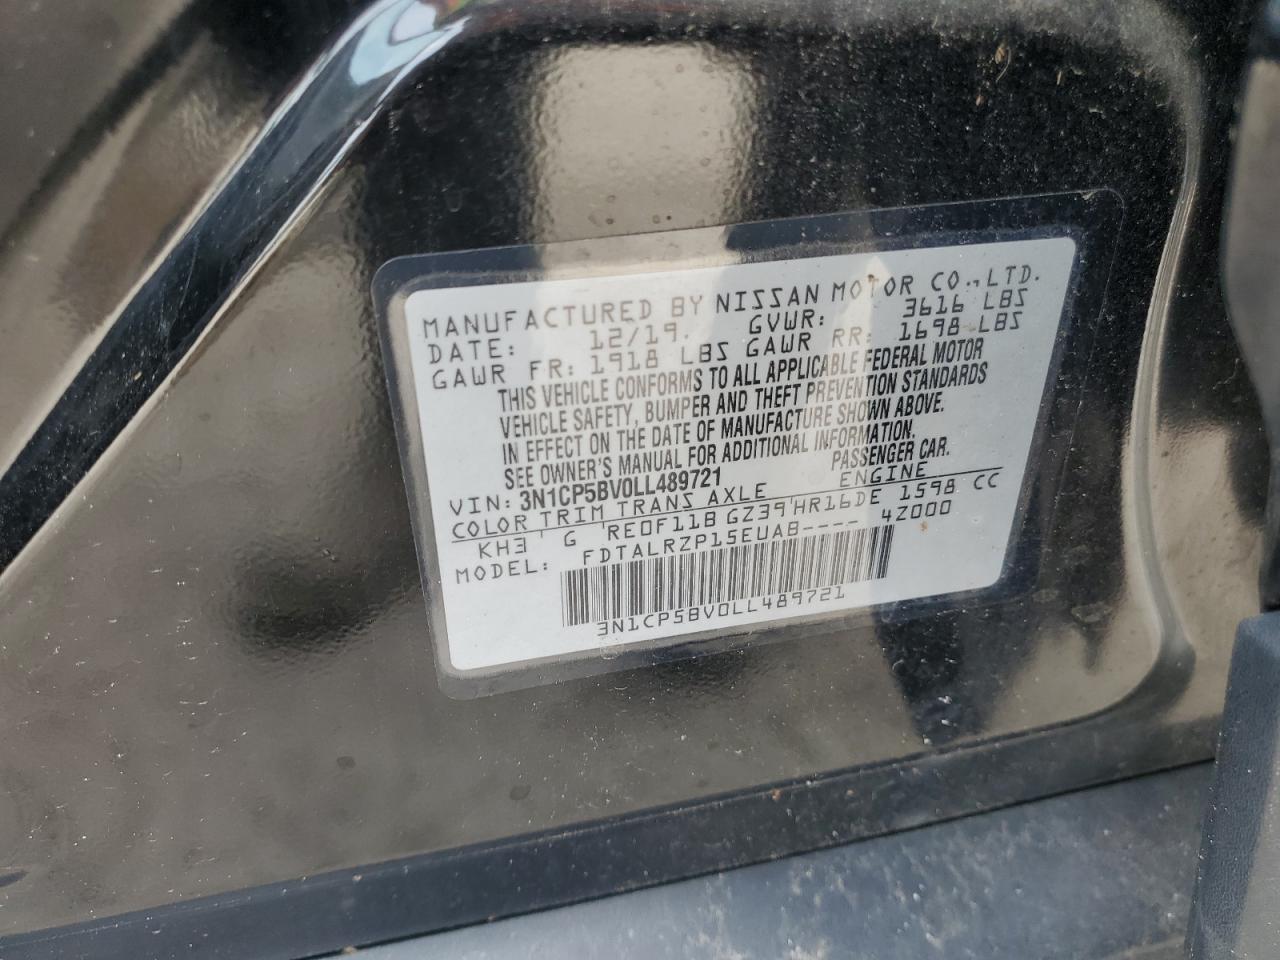 MANUFACTURED BY NISSAN MOTOR CO., LTD.
DATE: 12/19. GVWR: 3616 LBS
GAWR FR: 1918 LBS GAWR RR: 1698 LBS
THIS VEHICLE CONFORMS TO ALL APPLICABLE FEDERAL MOTOR
VEHICLE SAFETY, BUMPER AND THEFT PREVENTION STANDARDS
IN EFFECT ON THE DATE OF MANUFACTURE SHOWN ABOVE.
SEE OWNER'S MANUAL FOR ADDITIONAL INFORMATION.
VIN: 3N1CP5BV0LL489721 PASSENGER CAR.
COLOR TRIM TRANS AXLE ENGINE
KH3 ' G 'RE0F11B GZ39'HR16DE 1598 CC
MODEL: FDTALRZP15EUAB---- 4Z000
3N1CP5BV0LL489721